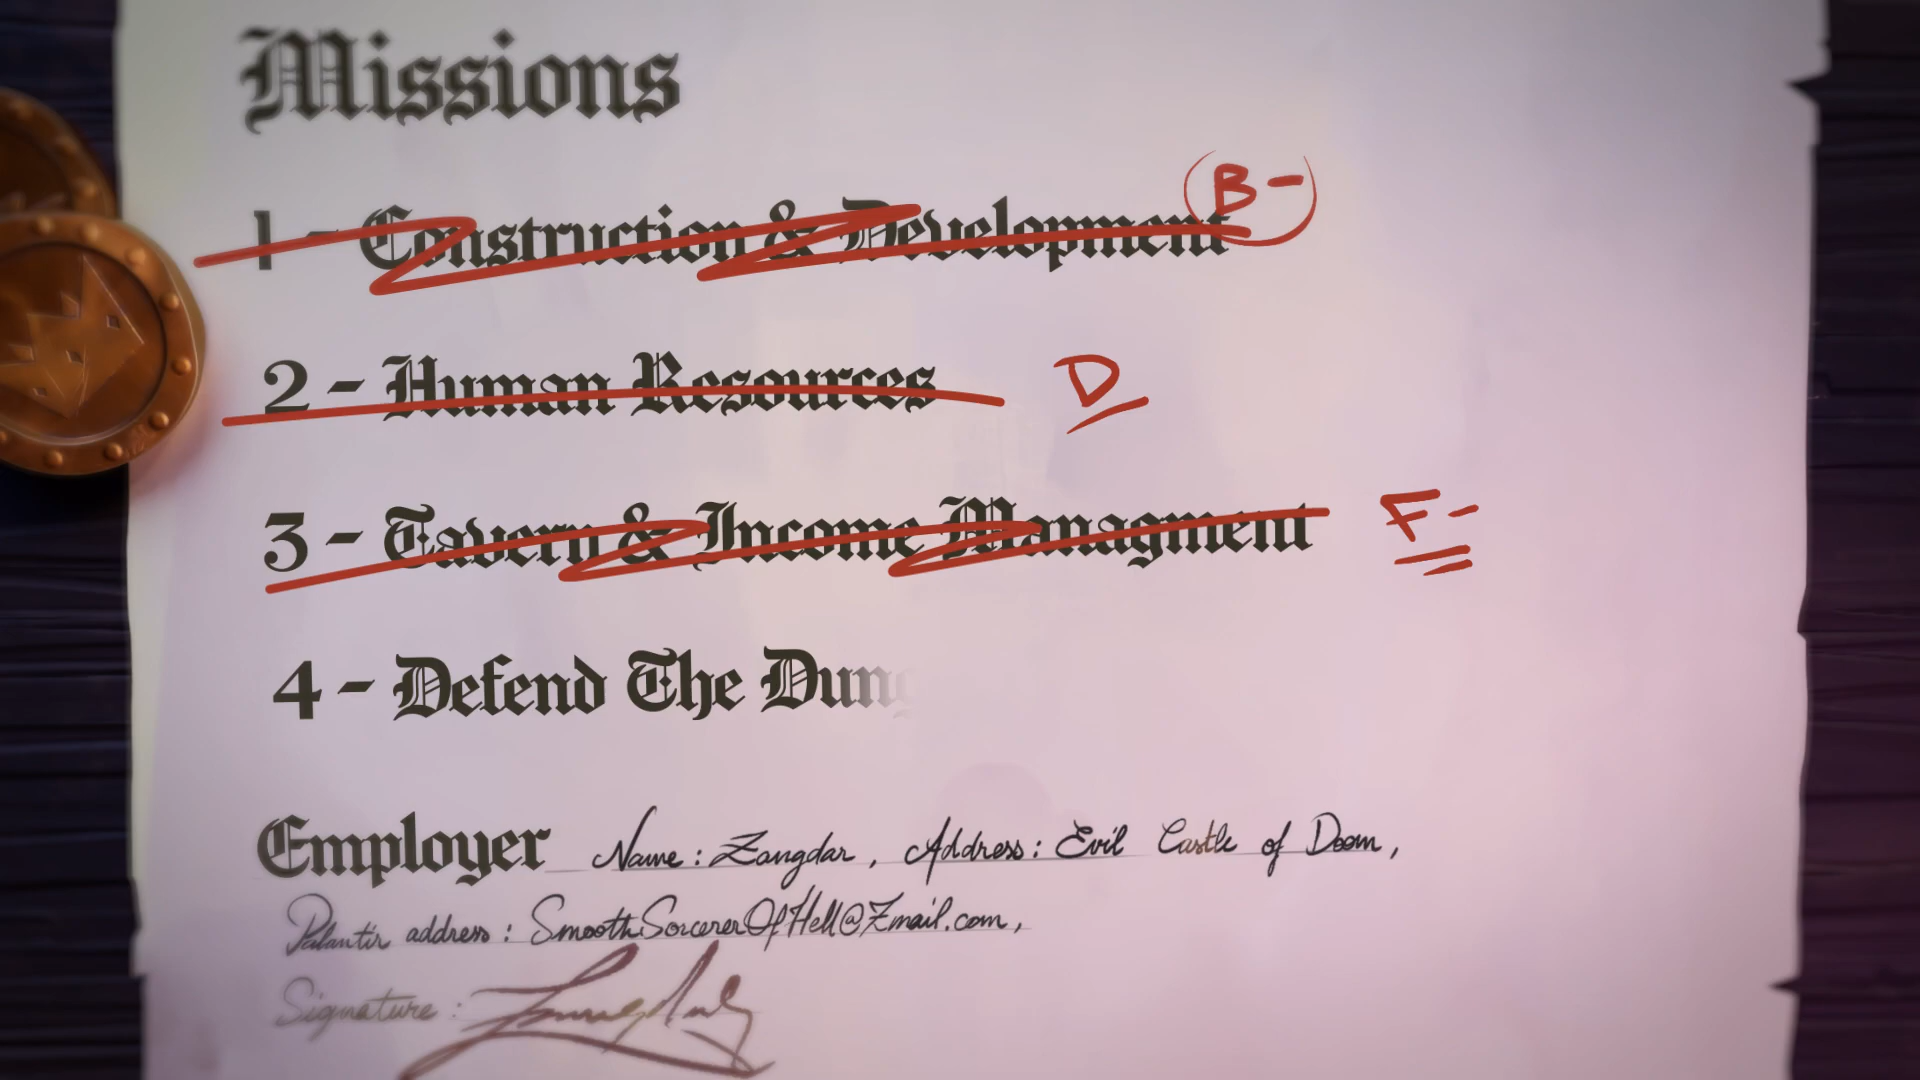 Missions
1 - Construction & Development B-
2 - Human Resources D
3 - Tavern & Income Managment F-
4 - Defend The Dung
Employer Name : Zangdar , Address : Evil Castle of Doom ,
Palantir address : SmoothSorcererOfHell@Zmail.com ,
Signature :